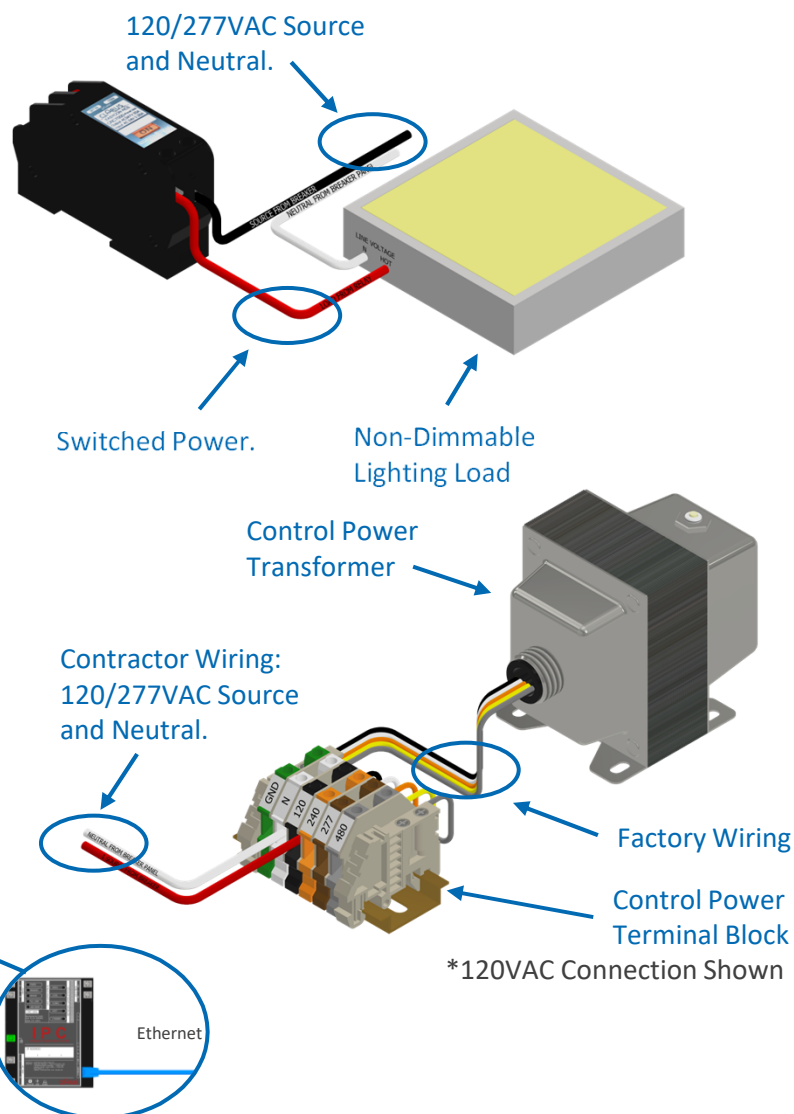 120/277VAC Source
and Neutral.
SOURCE FROM BREAKER
NEUTRAL FROM BREAKER PANEL
LINE VOLTAGE
N
HOT
Switched Power.
Non-Dimmable
Lighting Load
Control Power
Transformer
Contractor Wiring:
120/277VAC Source
and Neutral.
GND
N
120
240
277
480
NEUTRAL FROM BREAKER PANEL
Factory Wiring
Control Power
Terminal Block
*120VAC Connection Shown
Ethernet